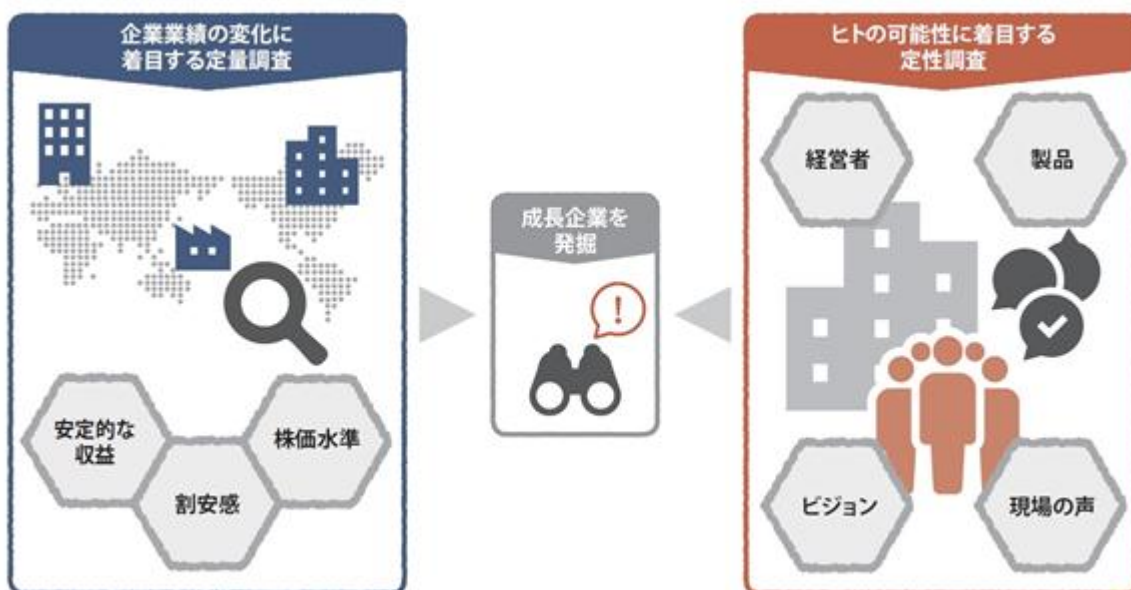 企業業績の変化に
着目する定量調査
安定的な
収益
割安感
株価水準
成長企業を
発掘
!
ヒトの可能性に着目する
定性調査
経営者
製品
ビジョン
現場の声